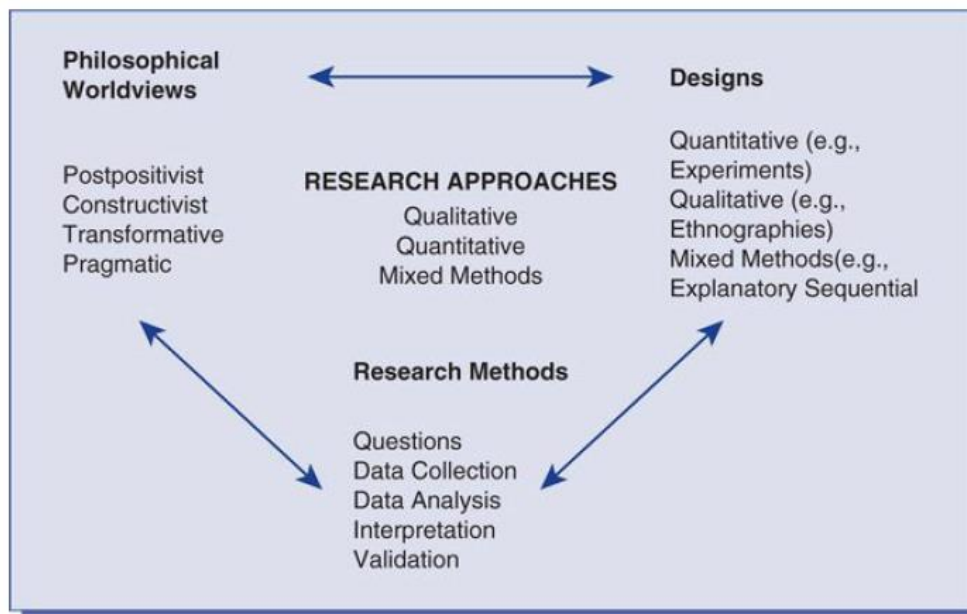 Philosophical
Worldviews
Postpositivist
Constructivist
Transformative
Pragmatic
RESEARCH APPROACHES
Qualitative
Quantitative
Mixed Methods
Designs
Quantitative (e.g.,
Experiments)
Qualitative (e.g.,
Ethnographies)
Mixed Methods(e.g.,
Explanatory Sequential
Research Methods
Questions
Data Collection
Data Analysis
Interpretation
Validation